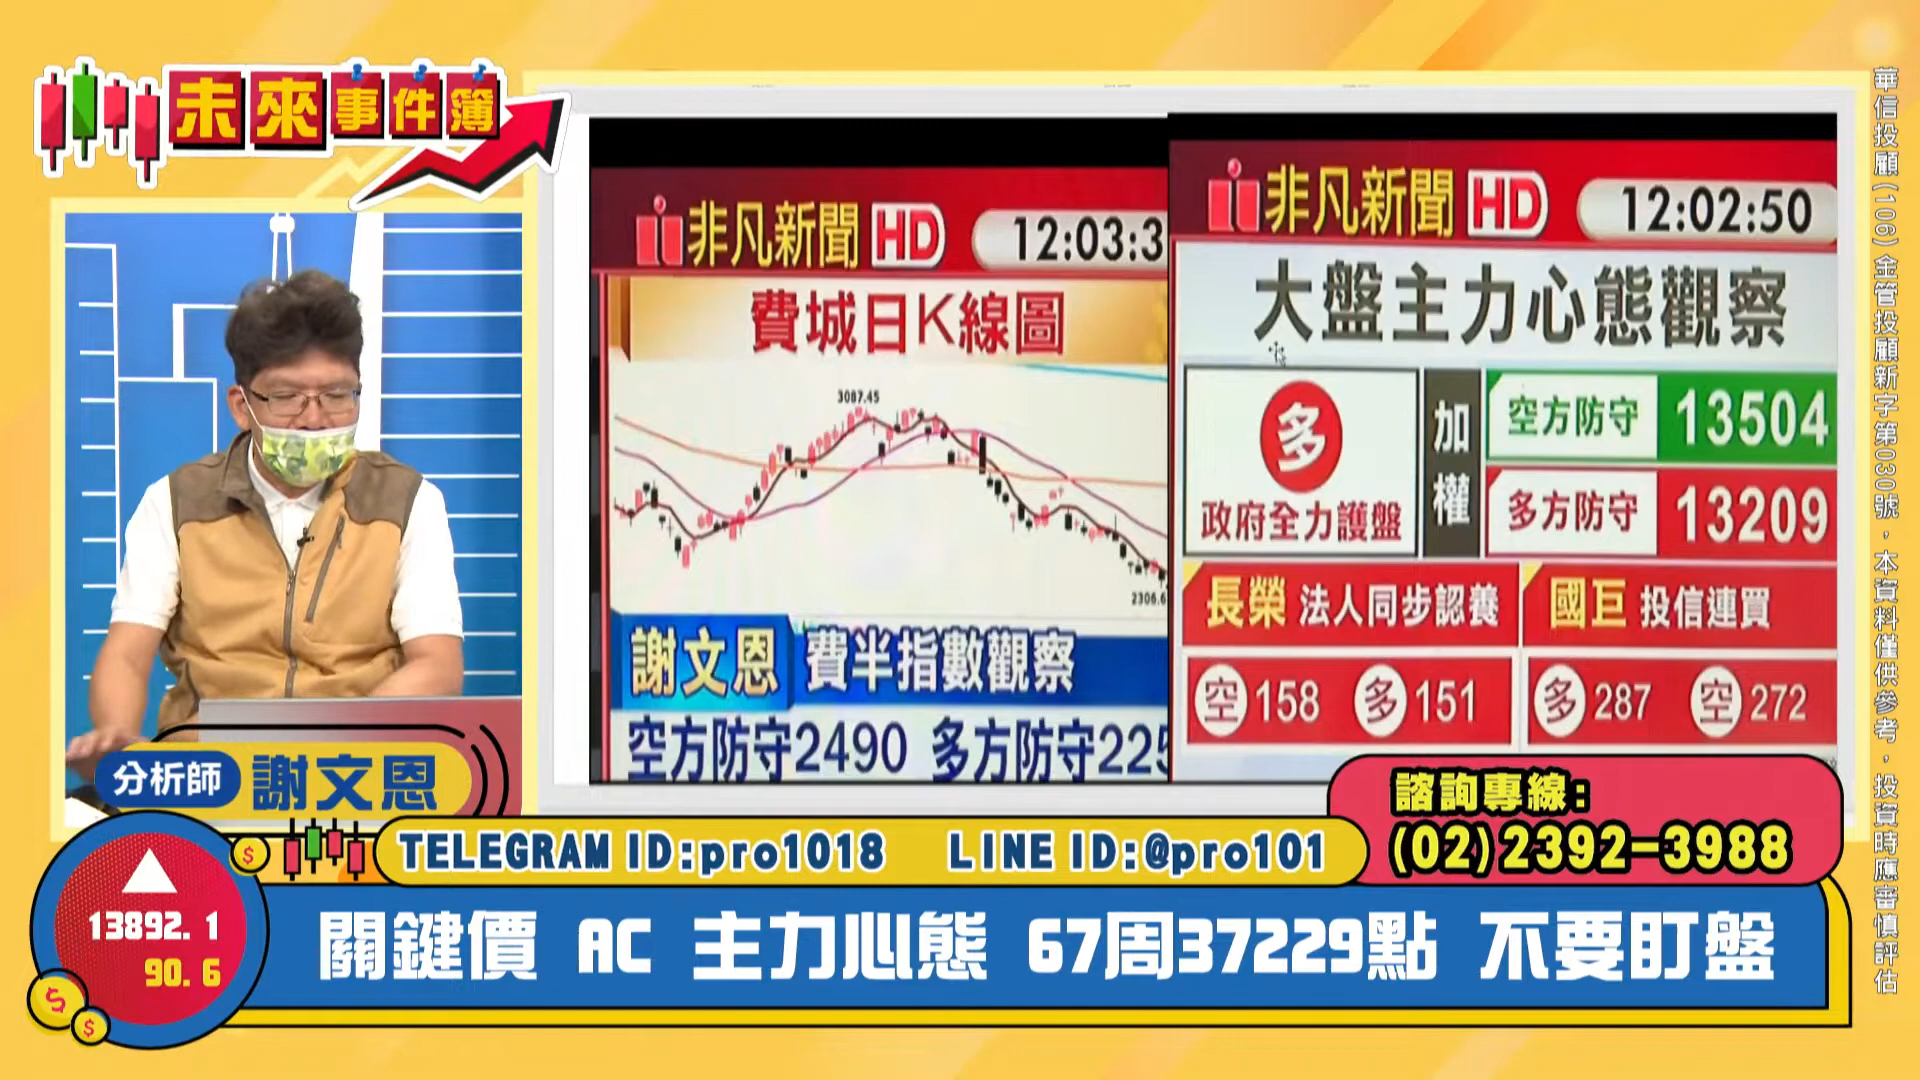 未來事件簿
非凡新聞 HD 12:03:3
費城日K線圖
3087.45
2306.6
謝文恩 費半指數觀察
空方防守2490 多方防守225
非凡新聞 HD 12:02:50
大盤主力心態觀察
多
政府全力護盤
加權
空方防守 13504
多方防守 13209
長榮 法人同步認養
國巨 投信連買
空 158 多 151
多 287 空 272
分析師 謝文恩
諮詢專線:
(02)2392-3988
TELEGRAM ID:pro1018 LINE ID:@pro101
13892.1
90.6
關鍵價 AC 主力心態 67周37229點 不要盯盤
華信投顧(106)金管投顧新字第030號,本資料僅供參考,投資時應審慎評估